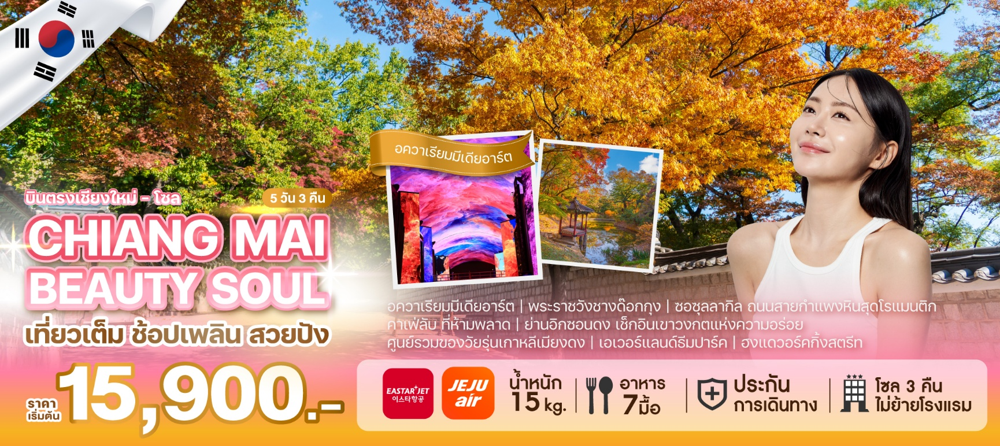 อควาเรียมมีเดียอาร์ต
บินตรงเชียงใหม่ - โซล
5 วัน 3 คืน
CHIANG MAI
BEAUTY SOUL
เที่ยวเต็ม ช้อปเพลิน สวยปัง
ราคา
เริ่มต้น
15,900.-
อควาเรียมมีเดียอาร์ต | พระราชวังชางด๊อกกุง | ซอซุลลากิล ถนนสายกำแพงหินสุดโรแมนติก
คาเฟ่ลับ ที่ห้ามพลาด | ย่านอิกซอนดง เช็กอินเขาวงกตแห่งความอร่อย
ศูนย์รวมของวัยรุ่นเกาหลีเมียงดง | เอเวอร์แลนด์ธีมปาร์ค | ฮงแดวอร์คกิ้งสตรีท
EASTAR JET
이스타항공
JEJU
air
น้ำหนัก
15 kg.
อาหาร
7มื้อ
ประกัน
การเดินทาง
โซล 3 คืน
ไม่ย้ายโรงแรม